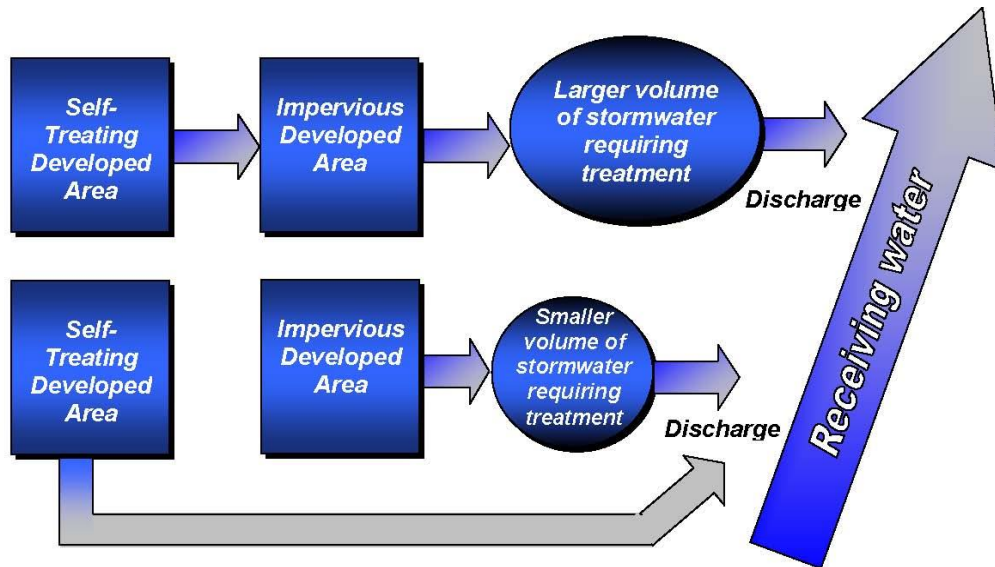 Self-
Treating
Developed
Area
Impervious
Developed
Area
Larger volume
of stormwater
requiring
treatment
Discharge
Self-
Treating
Developed
Area
Impervious
Developed
Area
Smaller
volume of
stormwater
requiring
treatment
Discharge
Receiving water